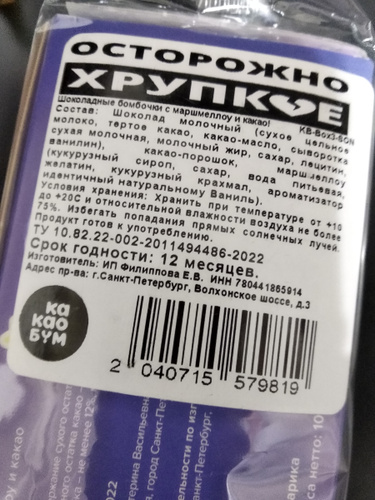 ОСТОРОЖНО
ХРУПКОЕ
Шоколадные бомбочки с маршмеллоу и какао!
KB-Box3-SON
Состав: Шоколад молочный (сухое цельное
молоко, тертое какао, какао-масло, сыворотка
сухая молочная, молочный жир, сахар, лецитин,
ванилин), какао-порошок, маршмеллоу
(кукурузный сироп, сахар, вода питьевая,
желатин, кукурузный крахмал, ароматизатор
идентичный натуральному Ваниль).
Условия хранения: Хранить при температуре от +10
до +20С и относительной влажности воздуха не более
75%. Избегать попадания прямых солнечных лучей.
Продукт готов к употреблению.
ТУ 10.82.22-002-2011494486-2022
Срок годности: 12 месяцев.
Изготовитель: ИП Филиппова Е.В. ИНН 780441865914
Адрес пр-ва: г.Санкт-Петербург, Волхонское шоссе, д.3
ка
као
БУМ
2 040715 579819